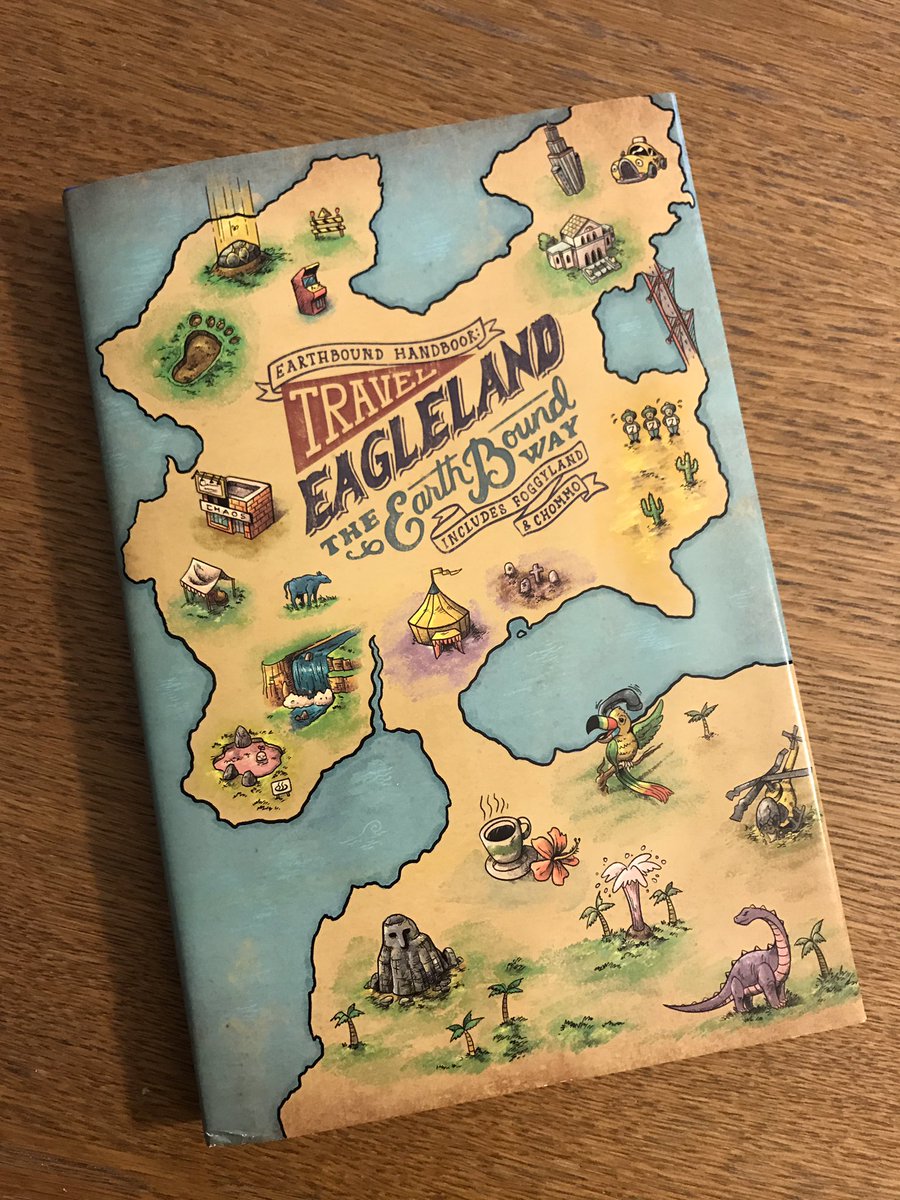 EARTHBOUND HANDBOOK:
TRAVEL
EAGLELAND
THE EarthBound WAY
INCLUDES FOGGYLAND
& CHOMMO
CHAOS